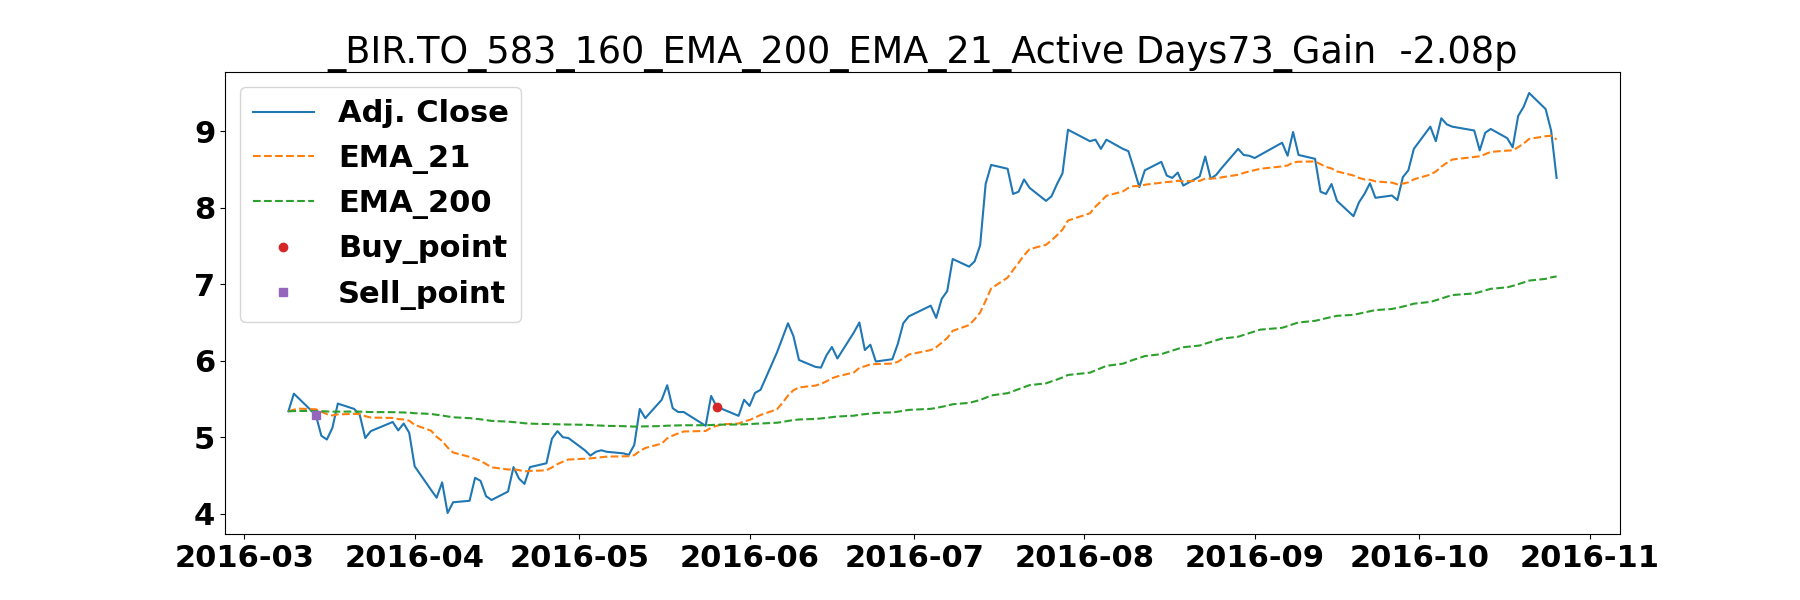 _BIR.TO_583_160_EMA_200_EMA_21_Active Days73_Gain  -2.08p
Adj. Close
EMA_21
EMA_200
Buy_point
Sell_point
9
8
7
6
5
4
2016-03 2016-04 2016-05 2016-06 2016-07 2016-08 2016-09 2016-10 2016-11